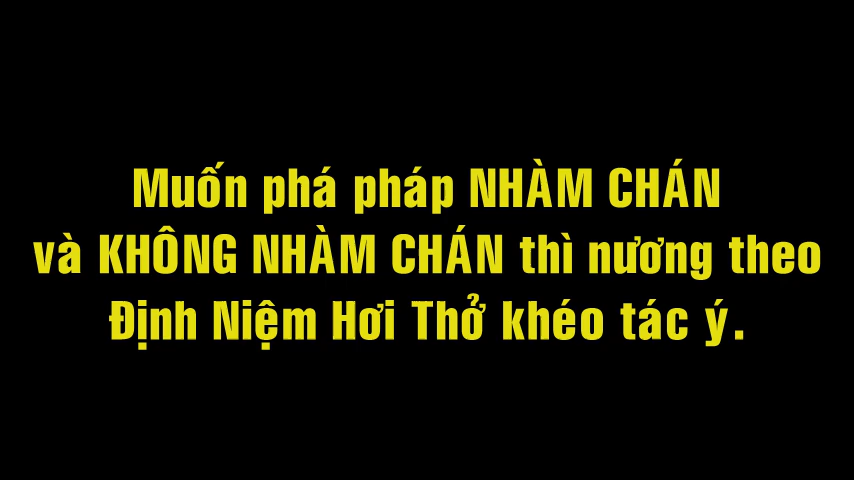 Muốn phá pháp NHÀM CHÁN
và KHÔNG NHÀM CHÁN thì nương theo
Định Niệm Hơi Thở khéo tác ý.